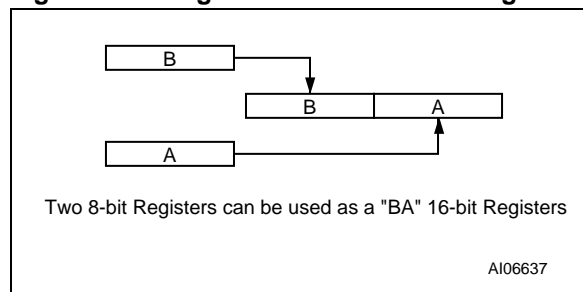 B
B A
A
Two 8-bit Registers can be used as a "BA" 16-bit Registers
AI06637